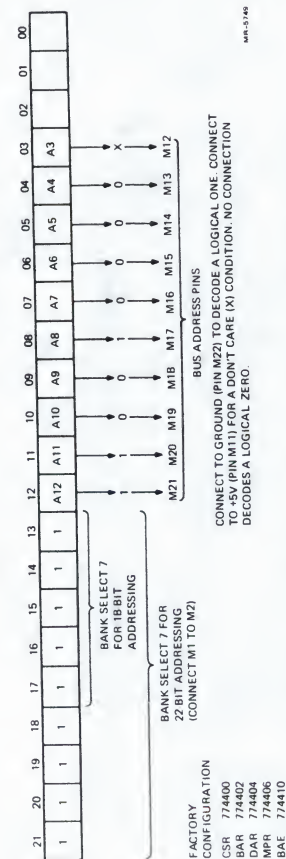 21 20 19 18 17 16 15 14 13 12 11 10 09 08 07 06 05 04 03 02 01 00
1 1 1 1 1 1 1 1 1 A12 A11 A10 A9 A8 A7 A6 A5 A4 A3
1 1 0 0 1 0 0 0 0 X
M21 M20 M19 M18 M17 M16 M15 M14 M13 M12
BANK SELECT 7
FOR 18 BIT
ADDRESSING
BANK SELECT 7 FOR
22 BIT ADDRESSING
(CONNECT M1 TO M2)
BUS ADDRESS PINS
FACTORY
CONFIGURATION
CSR 774400
BAR 774402
DAR 774404
MPR 774406
BAE 774410
CONNECT TO GROUND (PIN M22) TO DECODE A LOGICAL ONE. CONNECT
TO +5V (PIN M11) FOR A DON'T CARE (X) CONDITION. NO CONNECTION
DECODES A LOGICAL ZERO.
MR-5749